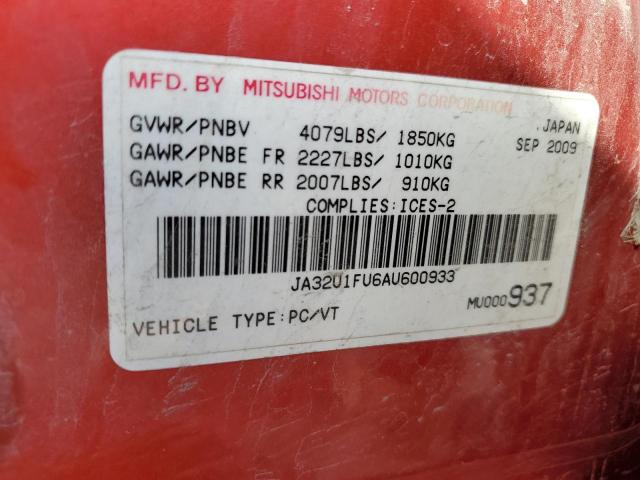 MFD. BY MITSUBISHI MOTORS CORPORATION
GVWR/PNBV 4079LBS/ 1850KG JAPAN
GAWR/PNBE FR 2227LBS/ 1010KG SEP 2009
GAWR/PNBE RR 2007LBS/ 910KG
COMPLIES:ICES-2
JA32U1FU6AU600933
VEHICLE TYPE:PC/VT MU000937